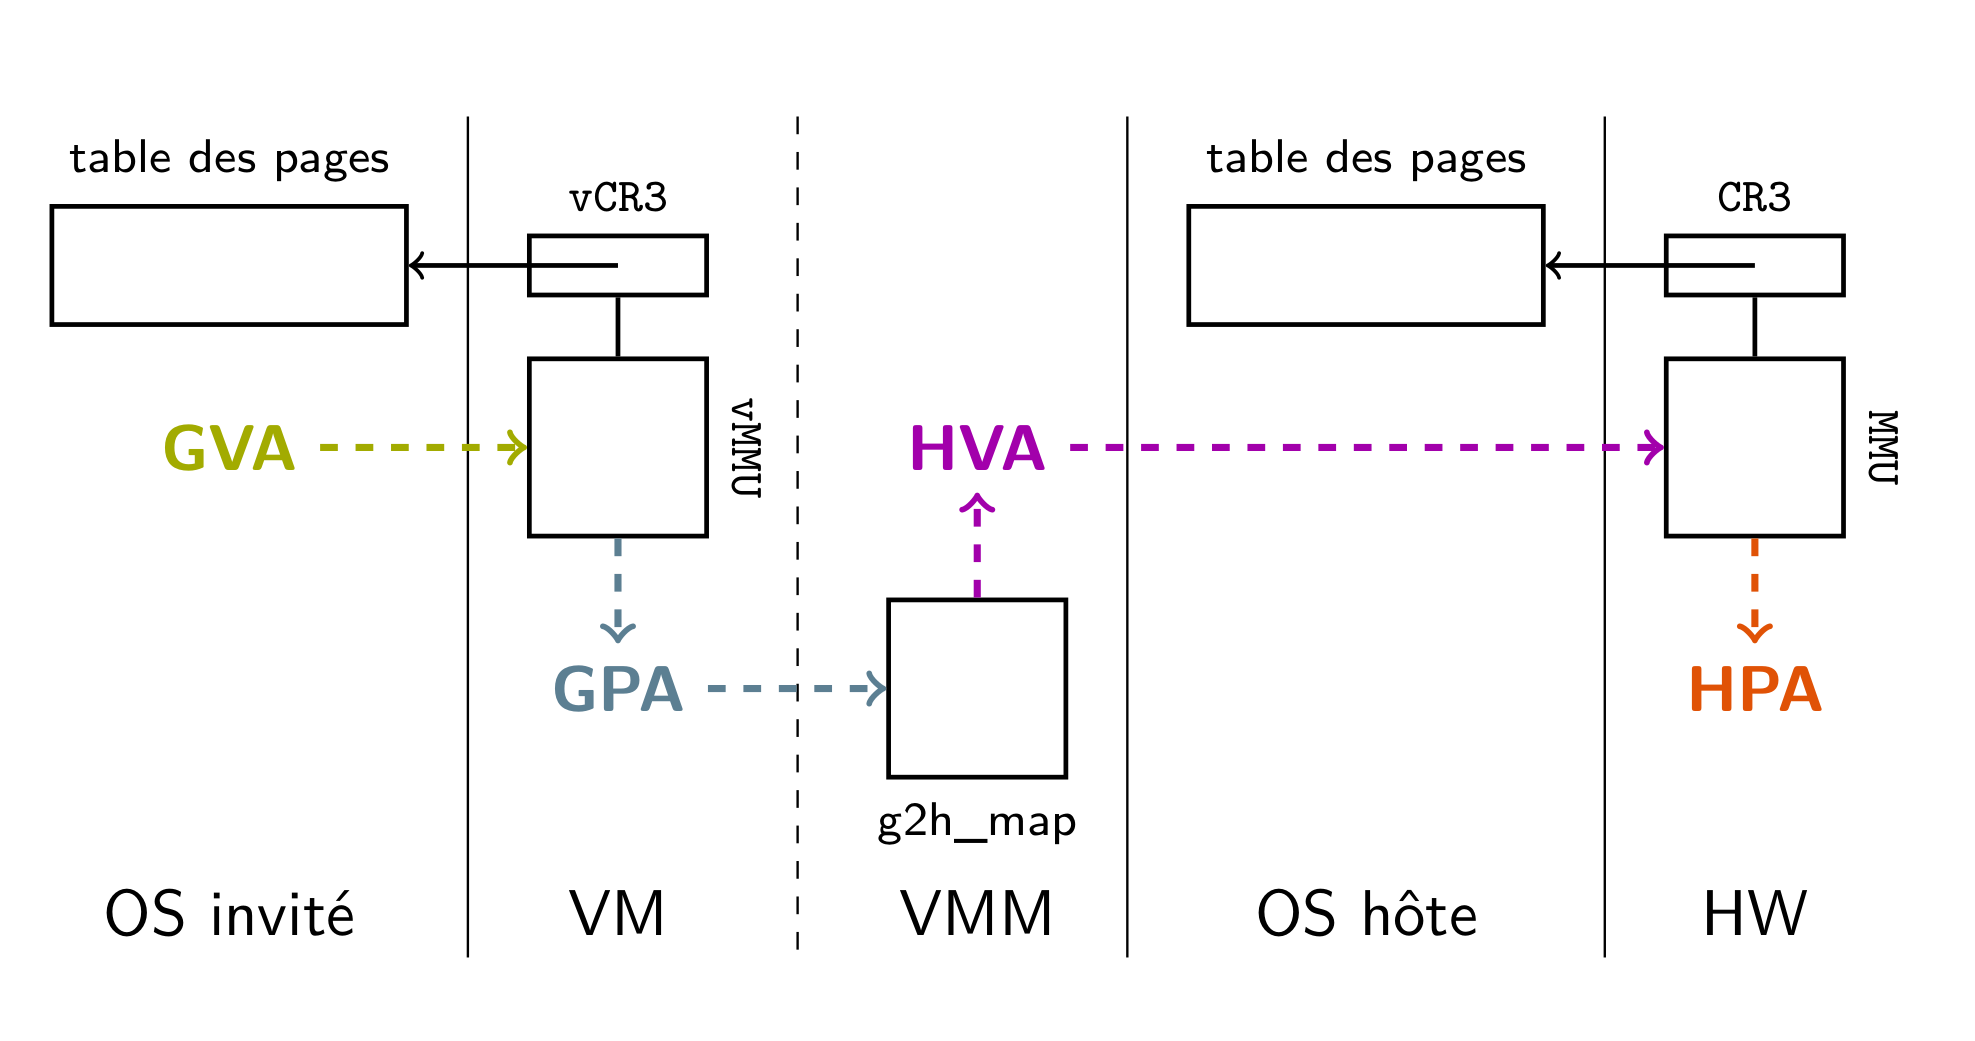 table des pages
vCR3
table des pages
CR3
GVA
vMMU
HVA
MMU
GPA
HPA
g2h_map
OS invité
VM
VMM
OS hôte
HW